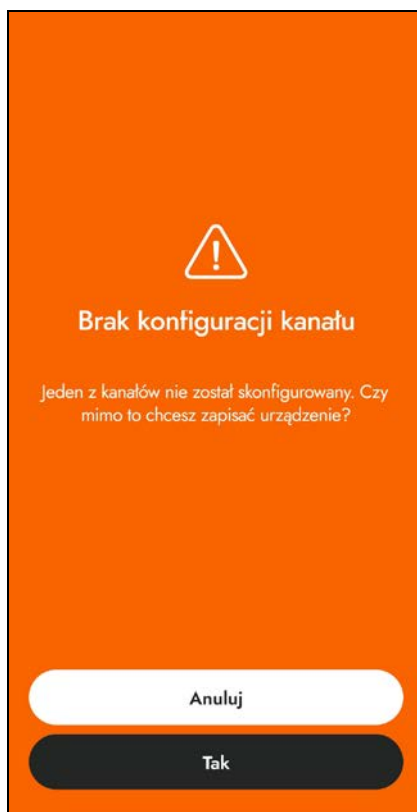 Brak konfiguracji kanału
Jeden z kanałów nie został skonfigurowany. Czy
mimo to chcesz zapisać urządzenie?
Anuluj
Tak